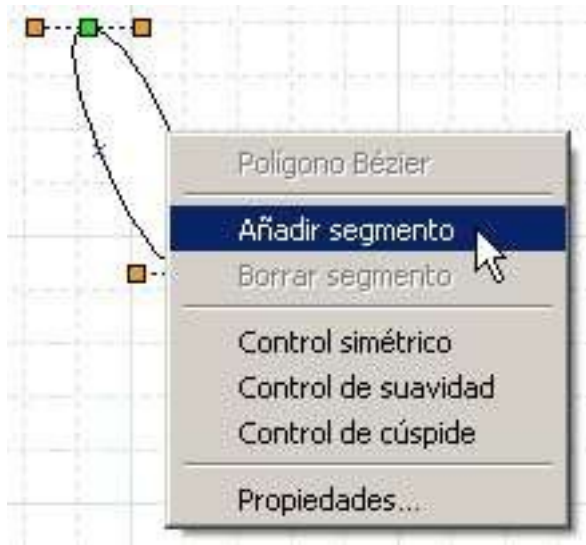 Polígono Bézier
Añadir segmento
Borrar segmento
Control simétrico
Control de suavidad
Control de cúspide
Propiedades...